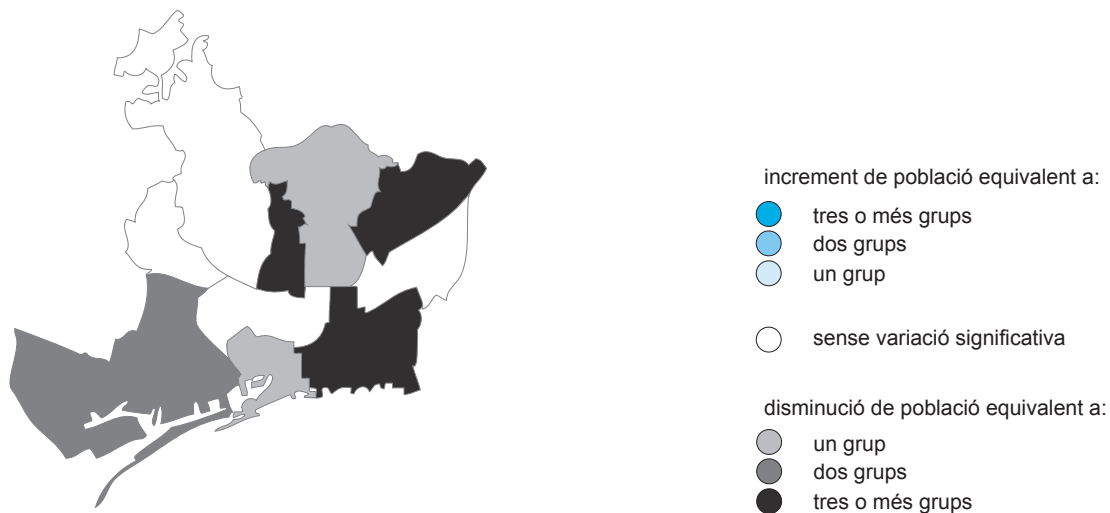 increment de població equivalent a:
tres o més grups
dos grups
un grup
sense variació significativa
disminució de població equivalent a:
un grup
dos grups
tres o més grups